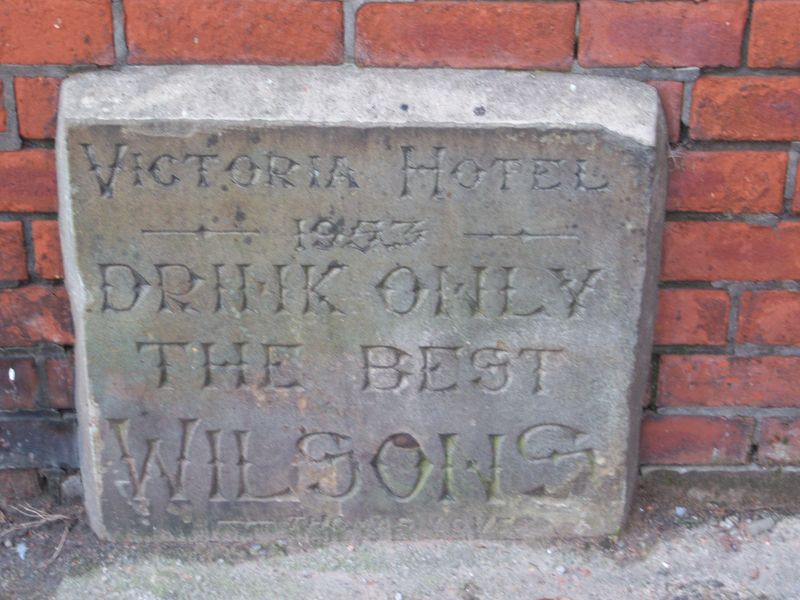 VICTORIA HOTEL
1953
DRINK ONLY
THE BEST
WILSONS